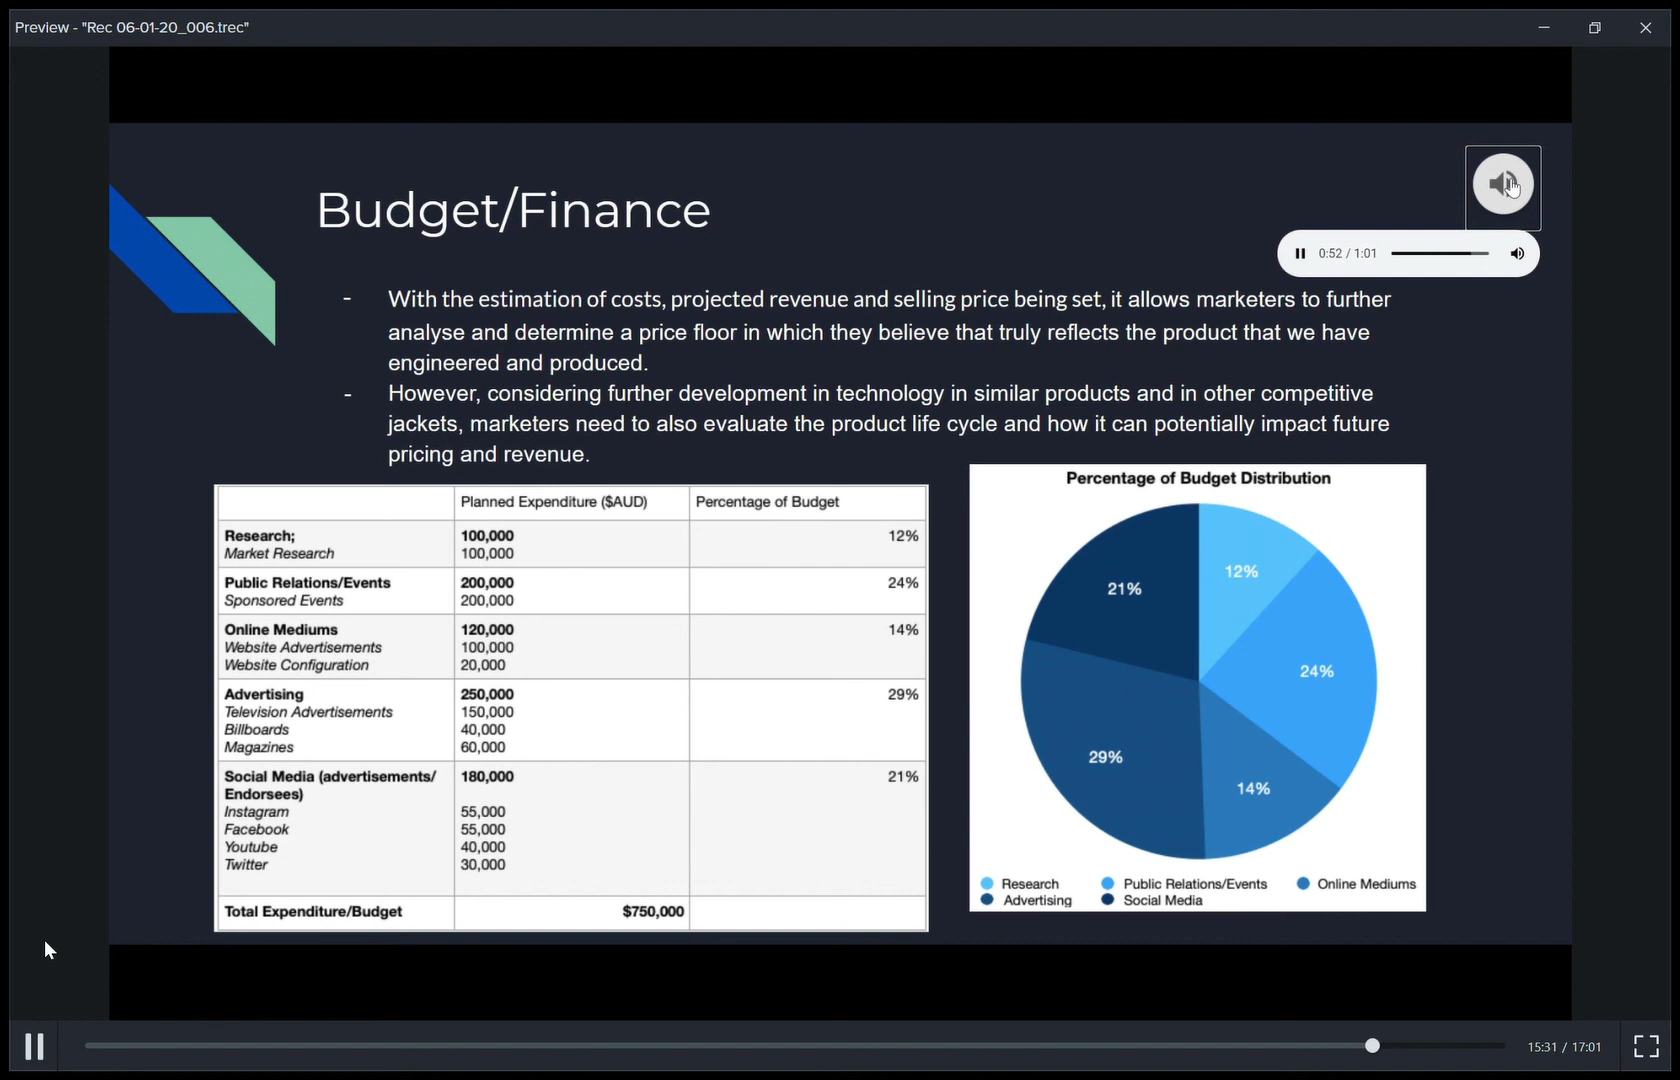 Preview - "Rec 06-01-20_006.trec"
Budget/Finance
0:52 / 1:01
- With the estimation of costs, projected revenue and selling price being set, it allows marketers to further
analyse and determine a price floor in which they believe that truly reflects the product that we have
engineered and produced.
- However, considering further development in technology in similar products and in other competitive
jackets, marketers need to also evaluate the product life cycle and how it can potentially impact future
pricing and revenue.
Planned Expenditure ($AUD) Percentage of Budget
Research; 100,000 12%
Market Research 100,000
Public Relations/Events 200,000 24%
Sponsored Events 200,000
Online Mediums 120,000 14%
Website Advertisements 100,000
Website Configuration 20,000
Advertising 250,000 29%
Television Advertisements 150,000
Billboards 40,000
Magazines 60,000
Social Media (advertisements/ 180,000 21%
Endorsees)
Instagram 55,000
Facebook 55,000
Youtube 40,000
Twitter 30,000
Total Expenditure/Budget $750,000
Percentage of Budget Distribution
12%
21%
24%
29%
14%
Research Public Relations/Events Online Mediums
Advertising Social Media
15:31 / 17:01